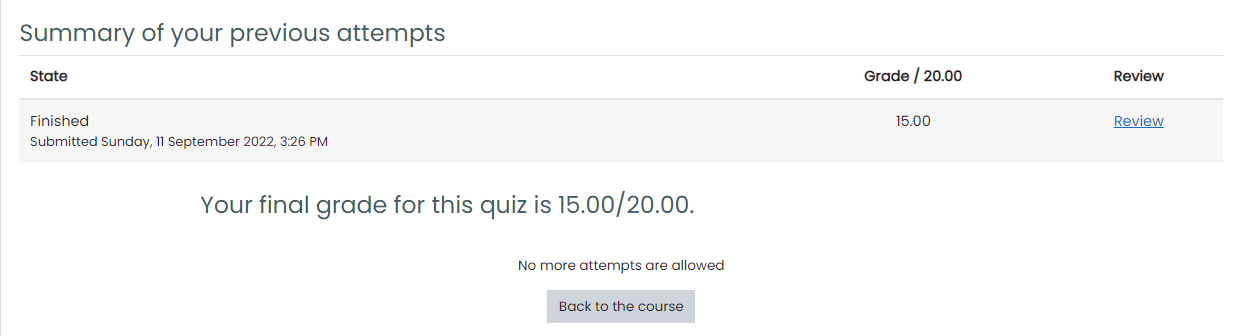 Summary of your previous attempts
State Grade / 20.00 Review
Finished 15.00 Review
Submitted Sunday, 11 September 2022, 3:26 PM
Your final grade for this quiz is 15.00/20.00.
No more attempts are allowed
Back to the course